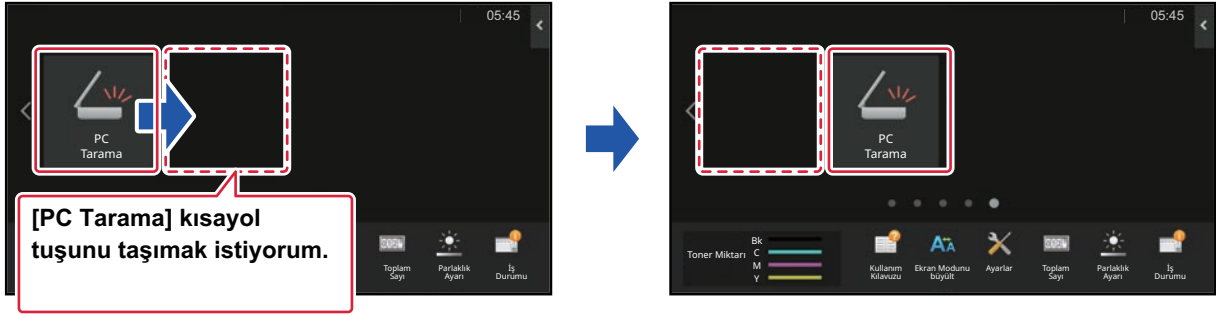 05:45
PC
Tarama
[PC Tarama] kısayol
tuşunu taşımak istiyorum.
Toplam
Sayı
Parlaklık
Ayarı
İş
Durumu
05:45
PC
Tarama
Toner Miktarı
Bk
C
M
Y
Kullanım
Kılavuzu
Ekran Modunu
büyült
Ayarlar
Toplam
Sayı
Parlaklık
Ayarı
İş
Durumu